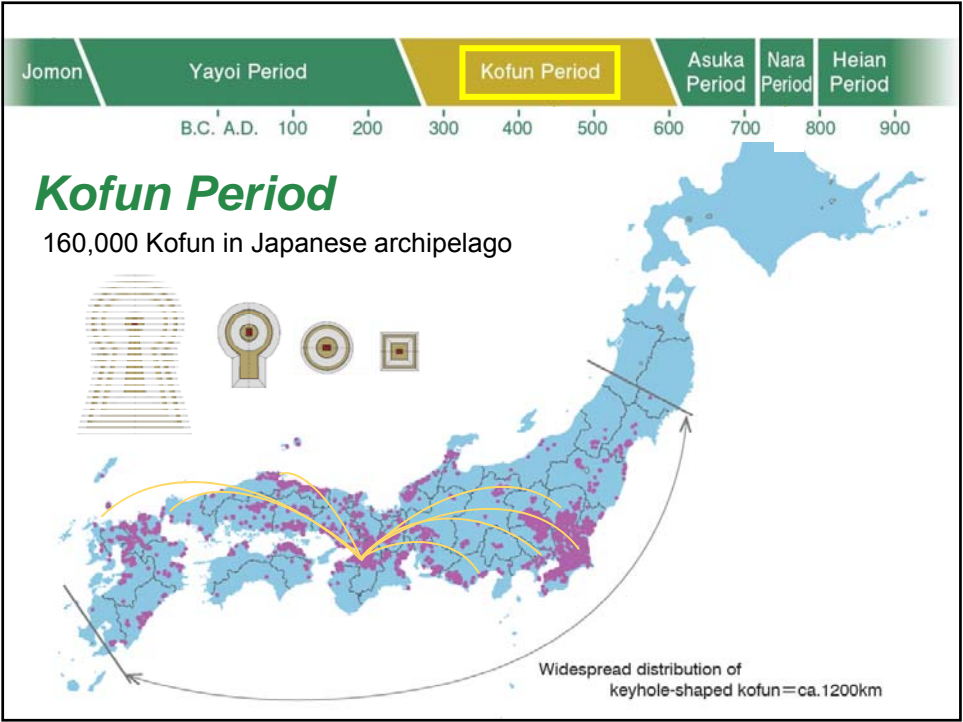 Jomon
Yayoi Period
Kofun Period
Asuka
Period
Nara
Period
Heian
Period
B.C. A.D. 100 200 300 400 500 600 700 800 900
Kofun Period
160,000 Kofun in Japanese archipelago
Widespread distribution of
keyhole-shaped kofun=ca.1200km